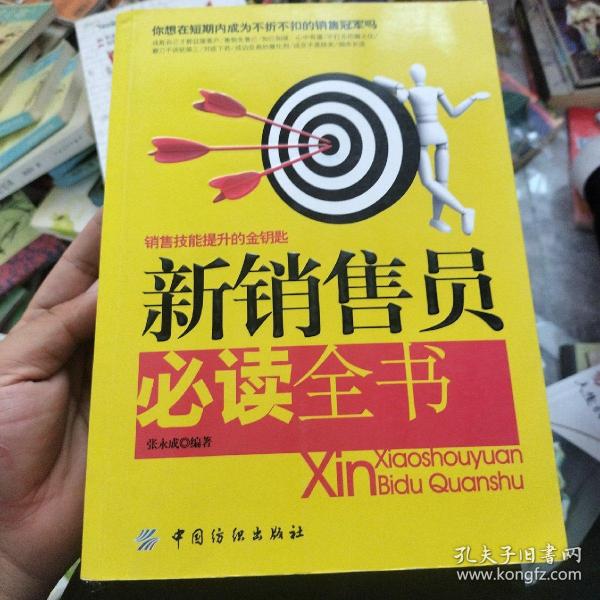 你想在短期内成为不折不扣的销售冠军吗
销售技能提升的金钥匙
新销售员
必读全书
张永成◎编著
Xin Xiaoshouyuan
Bidu Quanshu
中国纺织出版社
孔夫子旧书网
www.kongfz.com